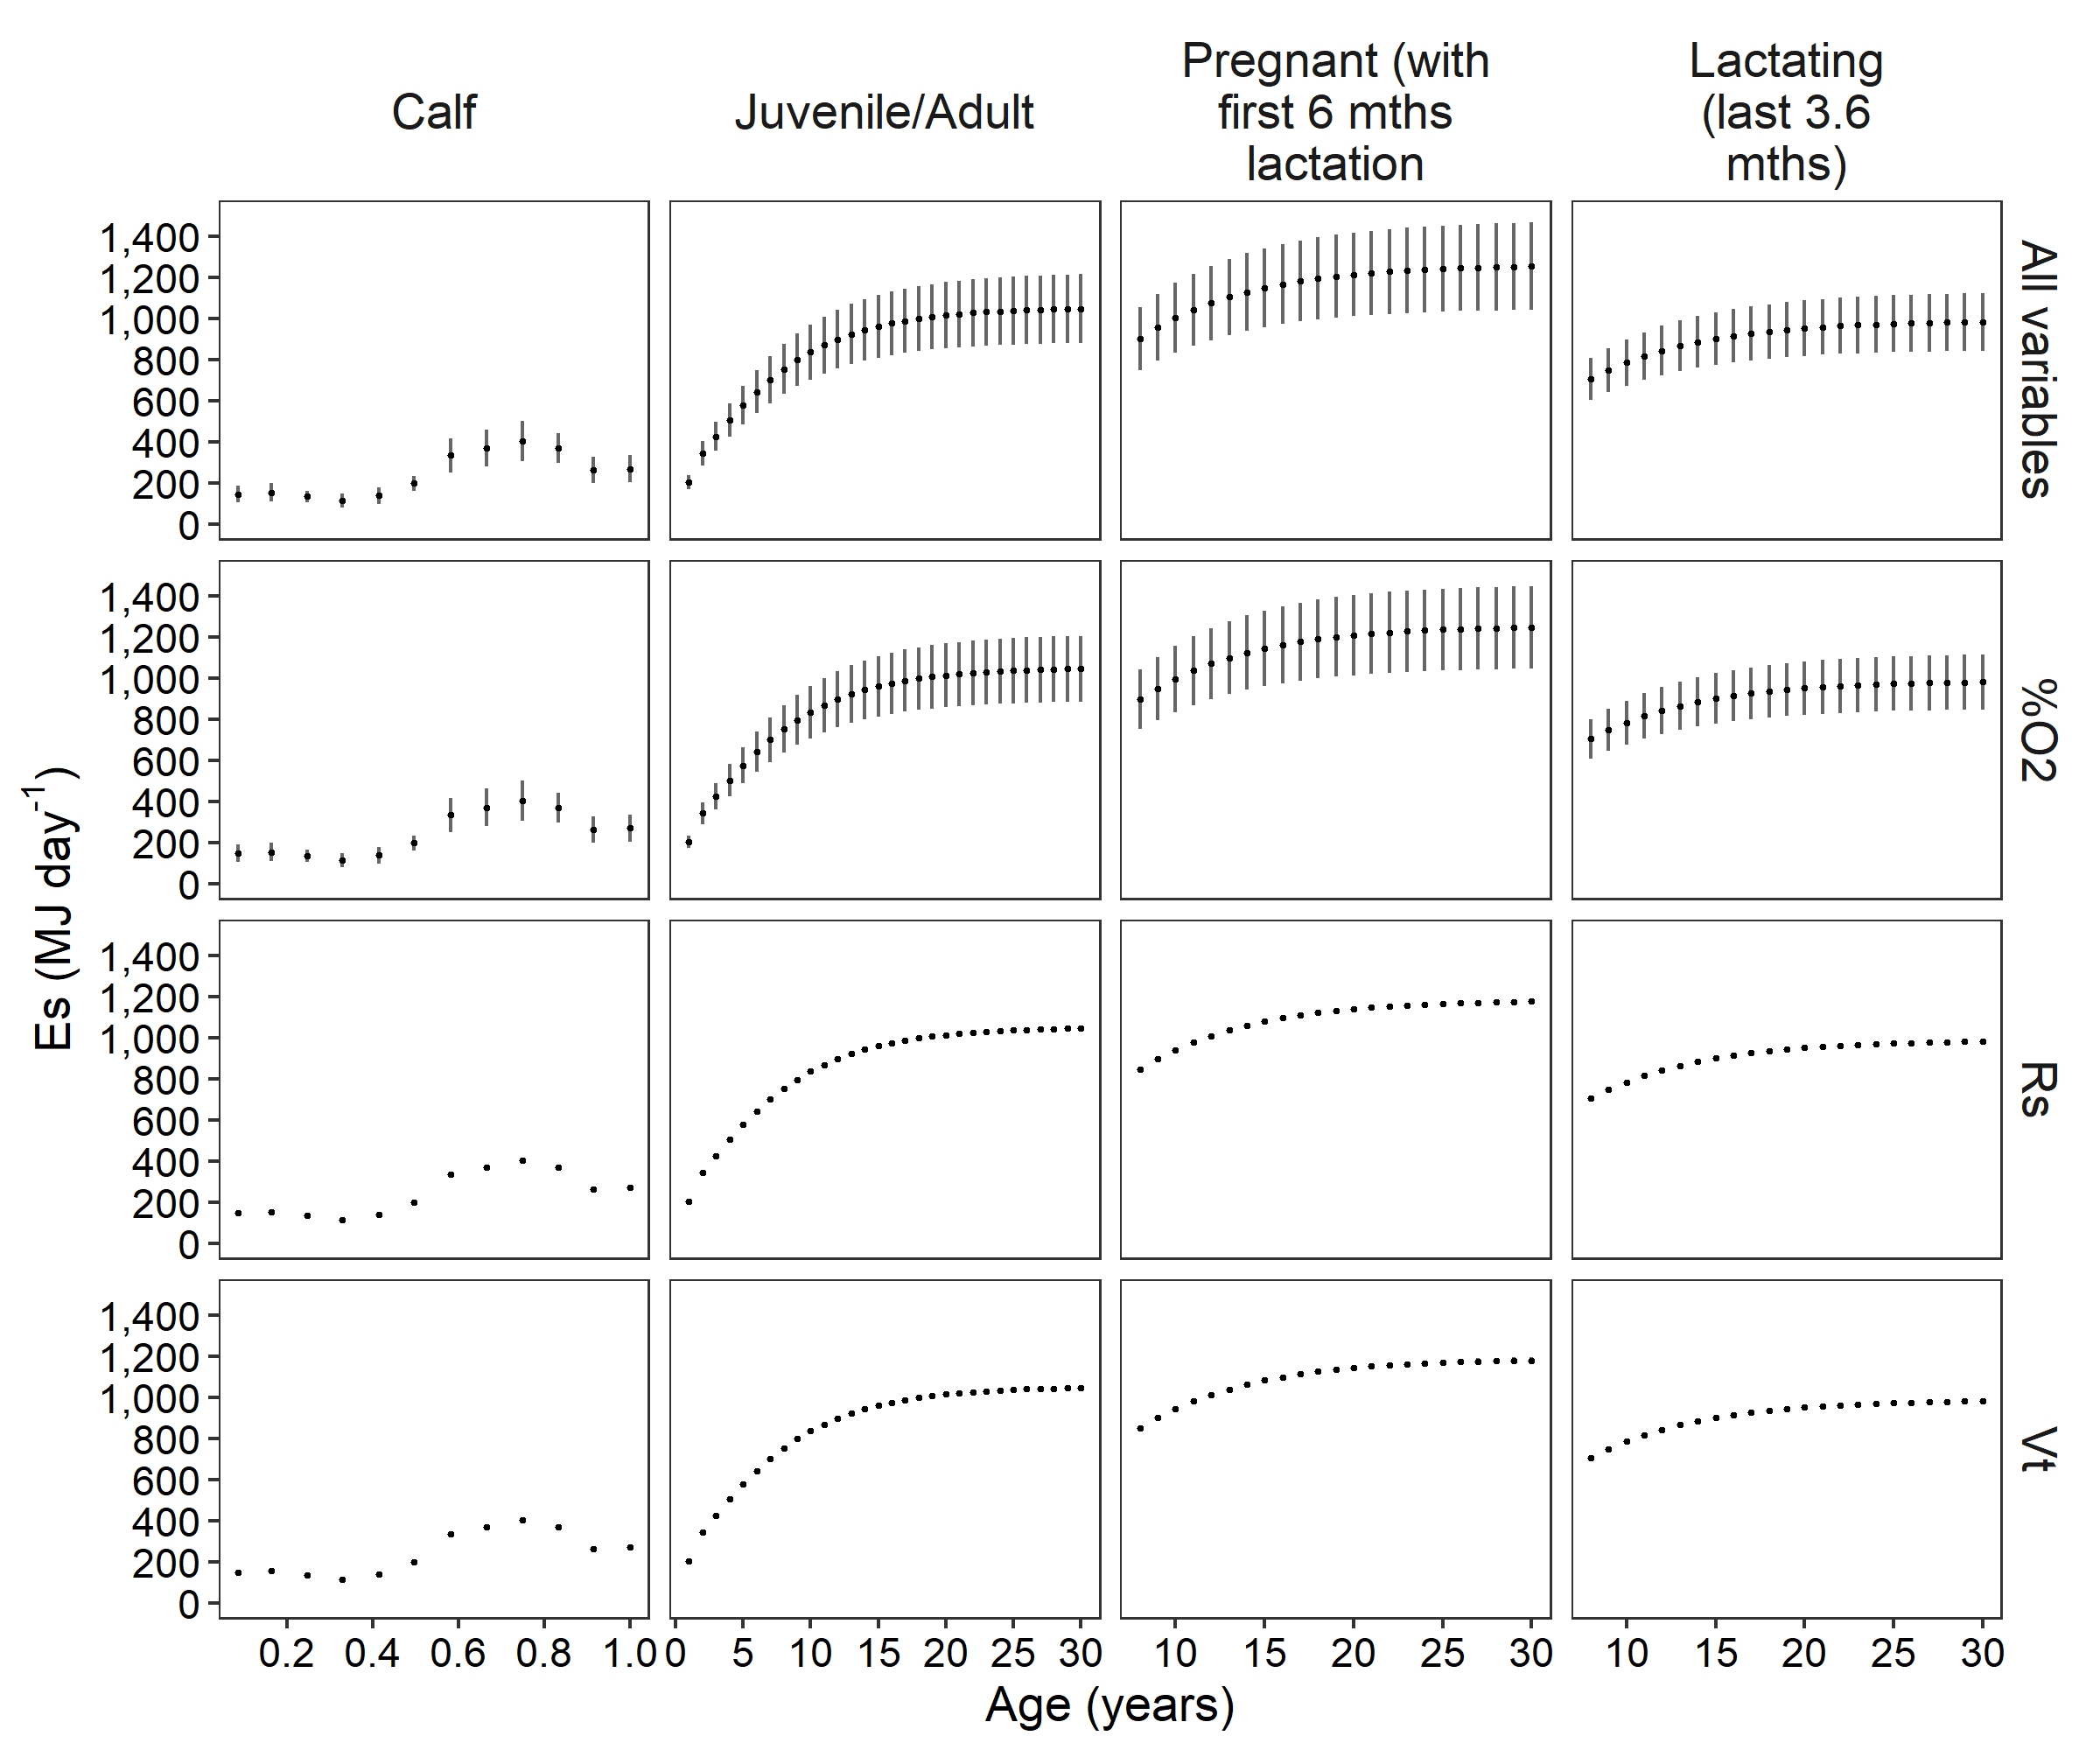 Calf
Juvenile/Adult
Pregnant (with
first 6 mths
lactation
Lactating
(last 3.6
mths)
1,400
1,200
1,000
800
600
400
200
0
All variables
1,400
1,200
1,000
800
600
400
200
0
%O2
1,400
1,200
1,000
800
600
400
200
0
Rs
1,400
1,200
1,000
800
600
400
200
0
Vt
Es (MJ day⁻¹)
0.2 0.4 0.6 0.8 1.0
0 5 10 15 20 25 30
10 15 20 25 30
10 15 20 25 30
Age (years)